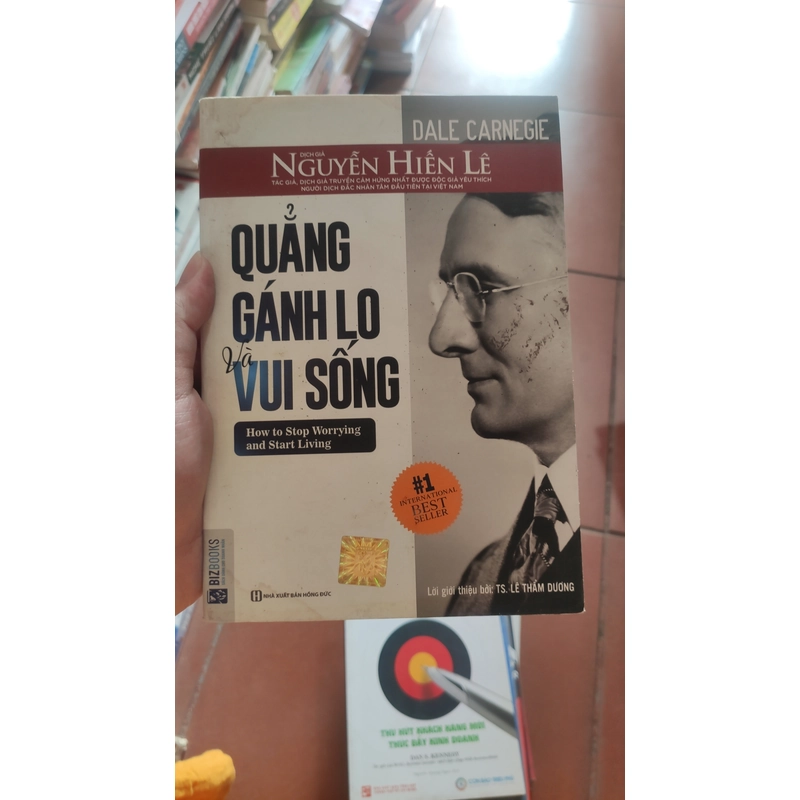 DALE CARNEGIE
DỊCH GIẢ
NGUYỄN HIẾN LÊ
TÁC GIẢ, DỊCH GIẢ TRUYỀN CẢM HỨNG NHẤT ĐƯỢC ĐỘC GIẢ YÊU THÍCH
NGƯỜI DỊCH ĐẮC NHÂN TÂM ĐẦU TIÊN TẠI VIỆT NAM
QUẲNG
GÁNH LO
Và
VUI SỐNG
How to Stop Worrying
and Start Living
#1
INTERNATIONAL
BEST
SELLER
BIZBOOKS
NHÀ XUẤT BẢN HỒNG ĐỨC
Lời giới thiệu bởi: TS. LÊ THẨM DƯƠNG
THU HÚT KHÁCH HÀNG MỚI
THÚC ĐẨY KINH DOANH